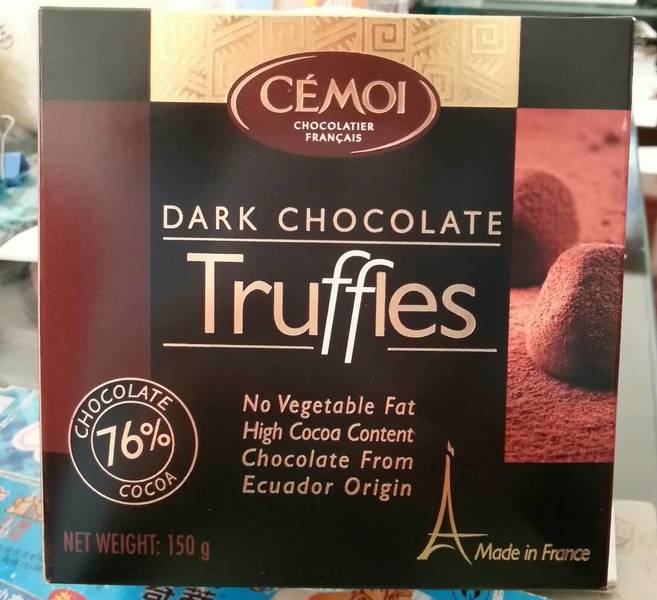 CÉMOI
CHOCOLATIER
FRANÇAIS
DARK CHOCOLATE
Truffles
CHOCOLATE
76%
COCOA
No Vegetable Fat
High Cocoa Content
Chocolate From
Ecuador Origin
NET WEIGHT: 150 g
Made in France